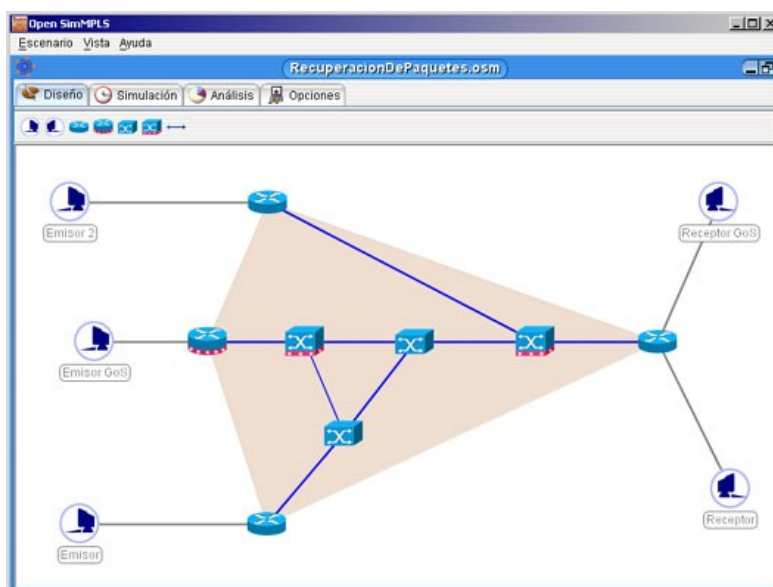 Open SimMPLS
Escenario Vista Ayuda
RecuperacionDePaquetes.osm
Diseño Simulación Análisis Opciones
Emisor 2
Receptor GoS
Emisor GoS
Emisor
Receptor